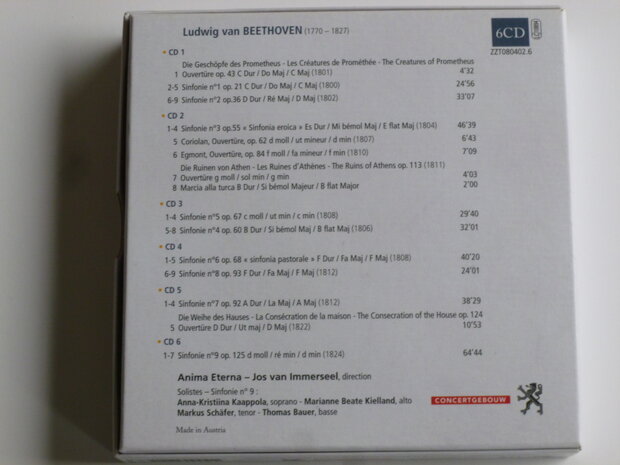 Ludwig van BEETHOVEN (1770 – 1827)
6CD
ZZT080402.6
• CD 1
Die Geschöpfe des Prometheus - Les Créatures de Prométhée - The Creatures of Prometheus
1 Ouvertüre op. 43 C Dur / Do Maj / C Maj (1801) 4'32
2-5 Sinfonie n°1 op. 21 C Dur / Do Maj / C Maj (1800) 24'56
6-9 Sinfonie n°2 op.36 D Dur / Ré Maj / D Maj (1802) 33'07
• CD 2
1-4 Sinfonie n°3 op.55 « Sinfonia eroica » Es Dur / Mi bémol Maj / E flat Maj (1804) 46'39
5 Coriolan, Ouvertüre, op. 62 d moll / ut mineur / d min (1807) 6'43
6 Egmont, Ouvertüre, op. 84 f moll / fa mineur / f min (1810) 7'09
Die Ruinen von Athen - Les Ruines d'Athènes - The Ruins of Athens op. 113 (1811)
7 Ouvertüre g moll / sol min / g min 4'03
8 Marcia alla turca B Dur / Si bémol Majeur / B flat Major 2'00
• CD 3
1-4 Sinfonie n°5 op. 67 c moll / ut min / c min (1808) 29'40
5-8 Sinfonie n°4 op. 60 B Dur / Si bémol Maj / B flat Maj (1806) 32'01
• CD 4
1-5 Sinfonie n°6 op. 68 « sinfonia pastorale » F Dur / Fa Maj / F Maj (1808) 40'20
6-9 Sinfonie n°8 op. 93 F Dur / Fa Maj / F Maj (1812) 24'01
• CD 5
1-4 Sinfonie n°7 op. 92 A Dur / La Maj / A Maj (1812) 38'29
Die Weihe des Hauses - La Consécration de la maison - The Consecration of the House op. 124
5 Ouvertüre D Dur / Ut maj / D Maj (1822) 10'53
• CD 6
1-7 Sinfonie n°9 op. 125 d moll / ré min / d min (1824) 64'44
Anima Eterna – Jos van Immerseel, direction
Solistes – Sinfonie n° 9 :
Anna-Kristiina Kaappola, soprano - Marianne Beate Kielland, alto
Markus Schäfer, tenor - Thomas Bauer, basse
CONCERTGEBOUW
Made in Austria